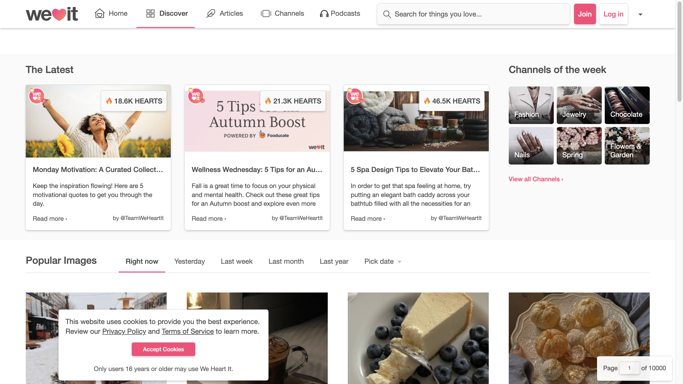 we it
Home
Discover
Articles
Channels
Podcasts
Search for things you love...
Join
Log in
The Latest
Channels of the week
we
18.6K HEARTS
Monday Motivation: A Curated Collect...
Keep the inspiration flowing! Here are 5
motivational quotes to get you through the
day.
Read more ›
by @TeamWeHeartIt
we
5 Tips
21.3K HEARTS
Autumn Boost
POWERED BY Fooducate
we it
Wellness Wednesday: 5 Tips for an Au...
Fall is a great time to focus on your physical
and mental health. Check out these great tips
for an Autumn boost and explore even more
Read more ›
by @TeamWeHeartIt
we
46.5K HEARTS
5 Spa Design Tips to Elevate Your Bat...
In order to get that spa feeling at home, try
putting an elegant bath caddy across your
bathtub filled with all the necessities for an
Read more ›
by @TeamWeHeartIt
Fashion
Jewelry
Chocolate
Nails
Spring
Flowers &
Garden
View all Channels ›
Popular Images
Right now
Yesterday
Last week
Last month
Last year
Pick date
This website uses cookies to provide you the best experience.
Review our Privacy Policy and Terms of Service to learn more.
Accept Cookies
Only users 16 years or older may use We Heart It.
Page 1 of 10000